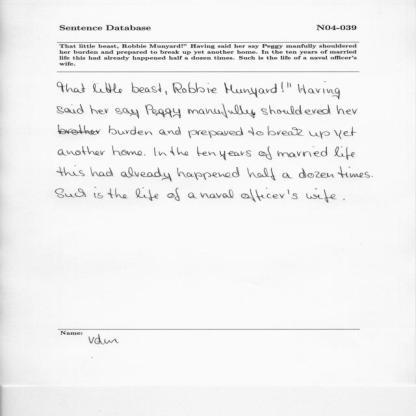 Sentence Database N04-039
That little beast, Robbie Munyard!" Having said her say Peggy manfully shouldered
her burden and prepared to break up yet another home. In the ten years of married
life this had already happened half a dozen times. Such is the life of a naval officer's
wife.
that little beast, Robbie Munyard!" Having
said her say Peggy manufully shouldered her
brother burden and prepared to break up yet
another home. In the ten years of married life
this had already happened half a dozen times.
Such is the life of a naval officer's wife.
Name:
vdm